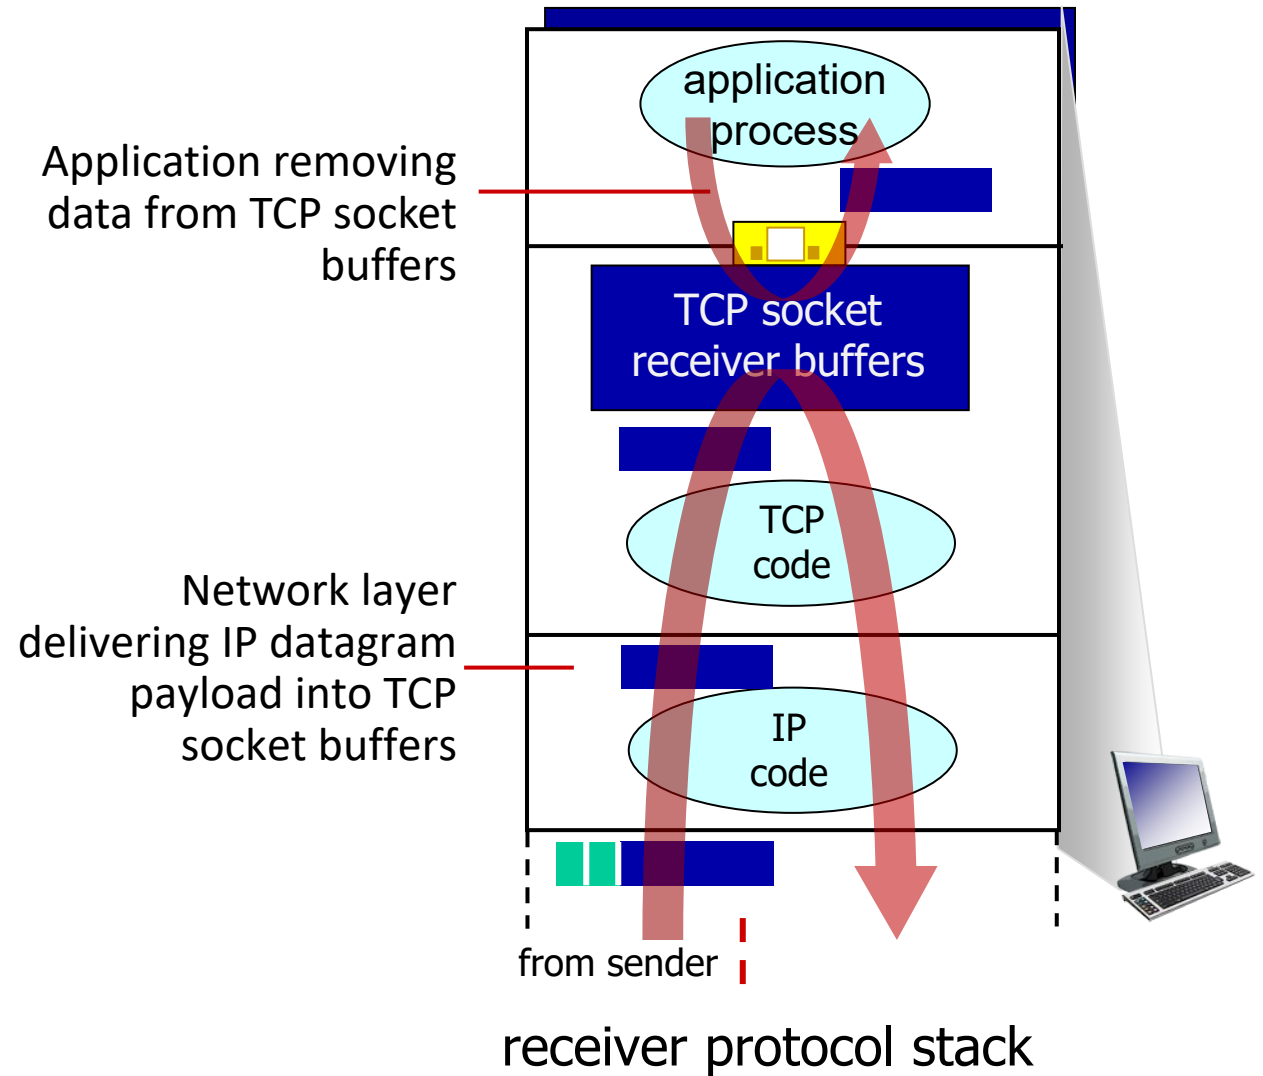 application
process
Application removing
data from TCP socket
buffers
TCP socket
receiver buffers
TCP
code
Network layer
delivering IP datagram
payload into TCP
socket buffers
IP
code
from sender
receiver protocol stack